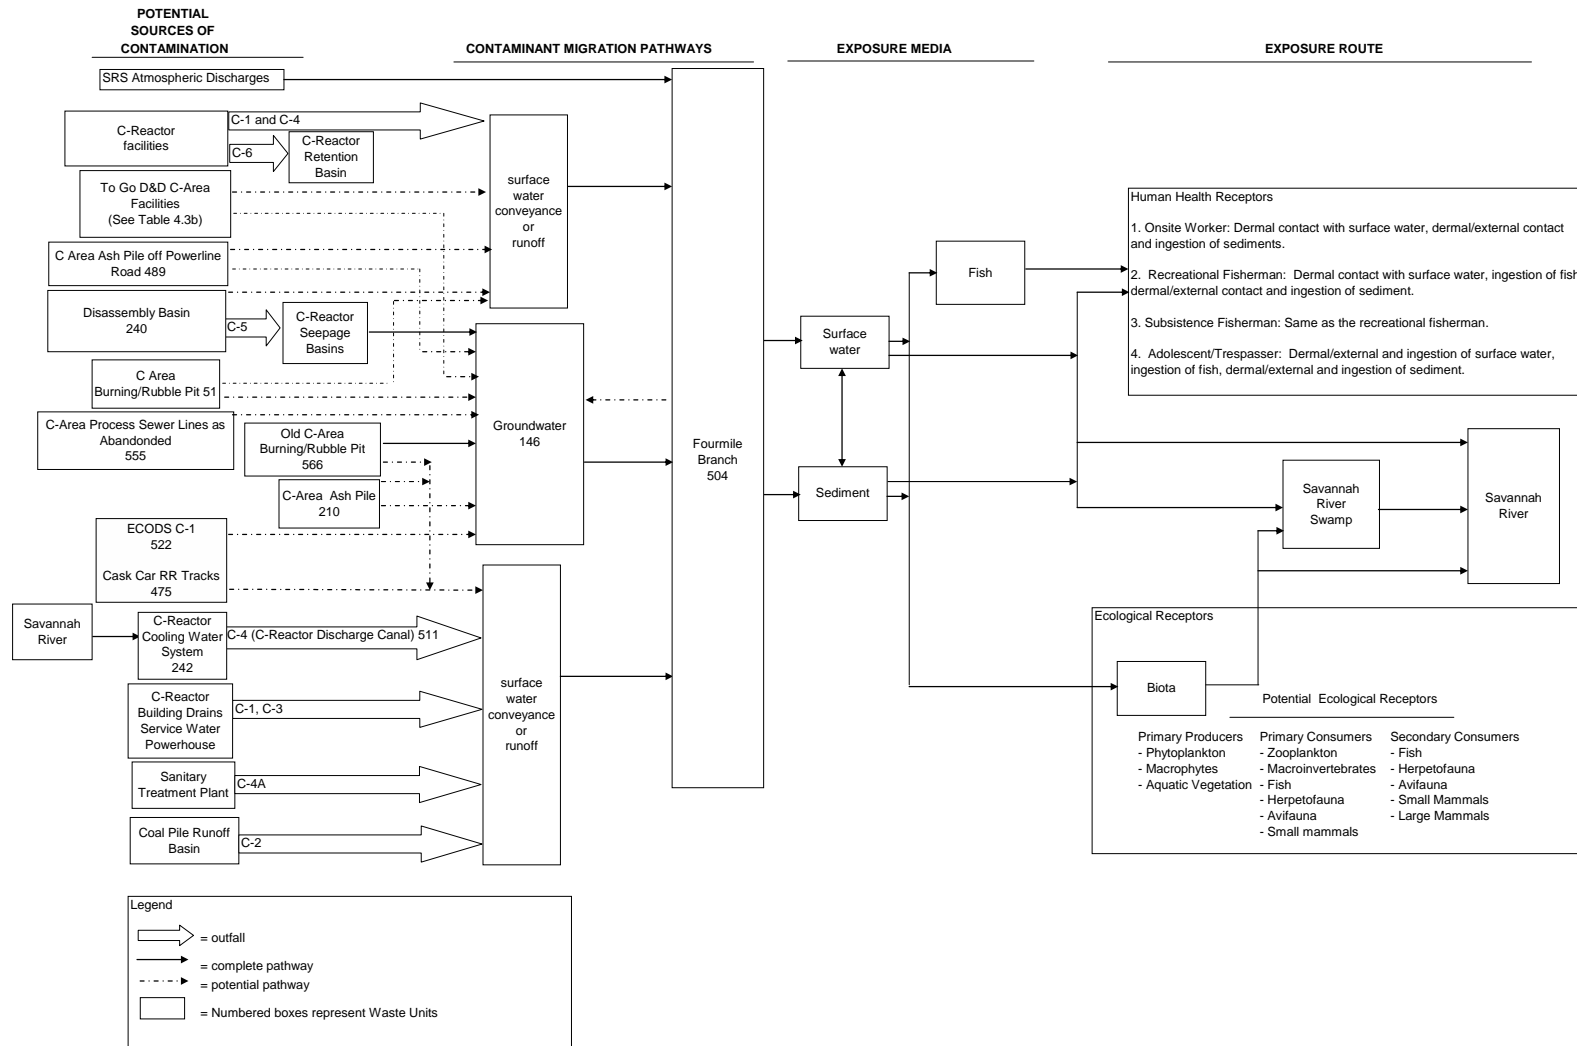 POTENTIAL
SOURCES OF
CONTAMINATION
CONTAMINANT MIGRATION PATHWAYS
EXPOSURE MEDIA
EXPOSURE ROUTE
SRS Atmospheric Discharges
C-Reactor
facilities
C-1 and C-4
C-6
C-Reactor
Retention
Basin
To Go D&D C-Area
Facilities
(See Table 4.3b)
C Area Ash Pile off Powerline
Road 489
Disassembly Basin
240
C-5
C-Reactor
Seepage
Basins
C Area
Burning/Rubble Pit 51
C-Area Process Sewer Lines as
Abandonded
555
Old C-Area
Burning/Rubble Pit
566
C-Area Ash Pile
210
ECODS C-1
522
Cask Car RR Tracks
475
Savannah
River
C-Reactor
Cooling Water
System
242
C-4 (C-Reactor Discharge Canal) 511
C-Reactor
Building Drains
Service Water
Powerhouse
C-1, C-3
Sanitary
Treatment Plant
C-4A
Coal Pile Runoff
Basin
C-2
surface
water
conveyance
or
runoff
Groundwater
146
surface
water
conveyance
or
runoff
Fourmile
Branch
504
Surface
water
Sediment
Fish
Human Health Receptors
1. Onsite Worker: Dermal contact with surface water, dermal/external contact
and ingestion of sediments.
2. Recreational Fisherman: Dermal contact with surface water, ingestion of fish
dermal/external contact and ingestion of sediment.
3. Subsistence Fisherman: Same as the recreational fisherman.
4. Adolescent/Trespasser: Dermal/external and ingestion of surface water,
ingestion of fish, dermal/external and ingestion of sediment.
Savannah
River
Swamp
Savannah
River
Ecological Receptors
Biota
Potential Ecological Receptors
Primary Producers
- Phytoplankton
- Macrophytes
- Aquatic Vegetation
Primary Consumers
- Zooplankton
- Macroinvertebrates
- Fish
- Herpetofauna
- Avifauna
- Small mammals
Secondary Consumers
- Fish
- Herpetofauna
- Avifauna
- Small Mammals
- Large Mammals
Legend
= outfall
= complete pathway
= potential pathway
= Numbered boxes represent Waste Units